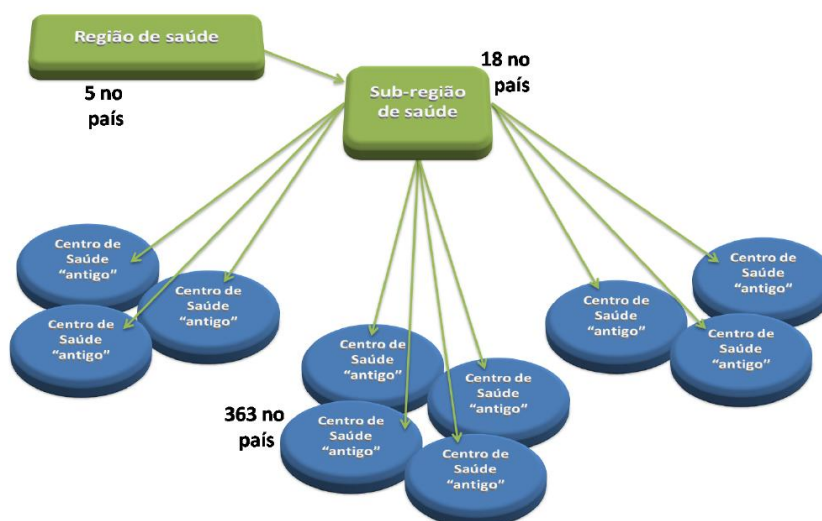 Região de saúde
5 no
país
Sub-região
de saúde
18 no
país
Centro de
Saúde
“antigo”
Centro de
Saúde
“antigo”
Centro de
Saúde
“antigo”
Centro de
Saúde
“antigo”
Centro de
Saúde
“antigo”
363 no
país
Centro de
Saúde
“antigo”
Centro de
Saúde
“antigo”
Centro de
Saúde
“antigo”
Centro de
Saúde
“antigo”
Centro de
Saúde
“antigo”